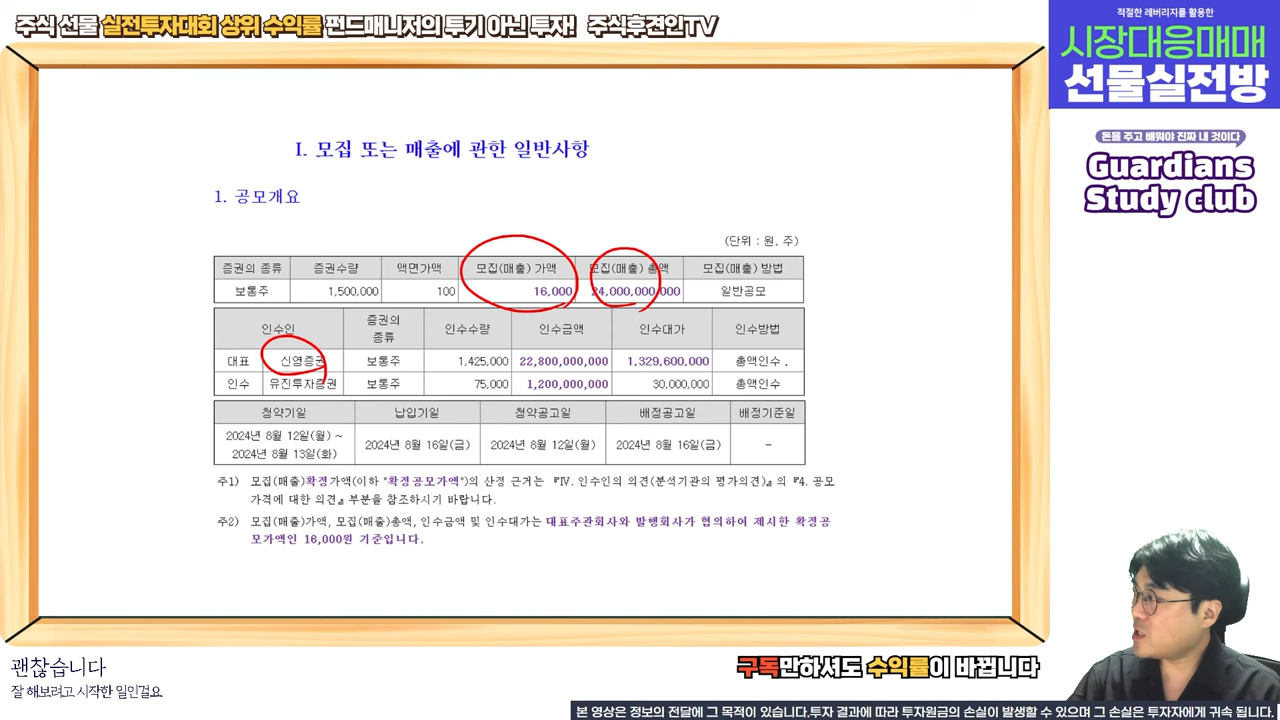 주식 선물 실전투자대회 상위 수익률 펀드매니저의 투기 아닌 투자! 주식후견인TV
적절한 레버리지를 활용한
시장대응매매
선물실전방
돈을 주고 배워야 진짜 내 것이다
Guardians
Study club
I. 모집 또는 매출에 관한 일반사항
1. 공모개요
(단위 : 원, 주)
증권의 종류 증권수량 액면가액 모집(매출) 가액 모집(매출) 총액 모집(매출) 방법
보통주 1,500,000 100 16,000 24,000,000,000 일반공모
인수인 증권의 종류 인수수량 인수금액 인수대가 인수방법
대표 신영증권 보통주 1,425,000 22,800,000,000 1,329,600,000 총액인수
인수 유진투자증권 보통주 75,000 1,200,000,000 30,000,000 총액인수
청약기일 납입기일 청약공고일 배정공고일 배정기준일
2024년 8월 12일(월) ~ 2024년 8월 13일(화) 2024년 8월 16일(금) 2024년 8월 12일(월) 2024년 8월 16일(금) -
주1) 모집(매출)확정가액(이하 "확정공모가액")의 산정 근거는 『IV. 인수인의 의견(분석기관의 평가의견)』의 『4. 공모
가격에 대한 의견』 부분을 참조하시기 바랍니다.
주2) 모집(매출)가액, 모집(매출)총액, 인수금액 및 인수대가는 대표주관회사와 발행회사가 협의하여 제시한 확정공
모가액인 16,000원 기준입니다.
괜찮습니다
잘 해보려고 시작한 일인걸요
구독만하셔도 수익률이 바뀝니다
본 영상은 정보의 전달에 그 목적이 있습니다.투자 결과에 따라 투자원금의 손실이 발생할 수 있으며 그 손실은 투자자에게 귀속 됩니다.